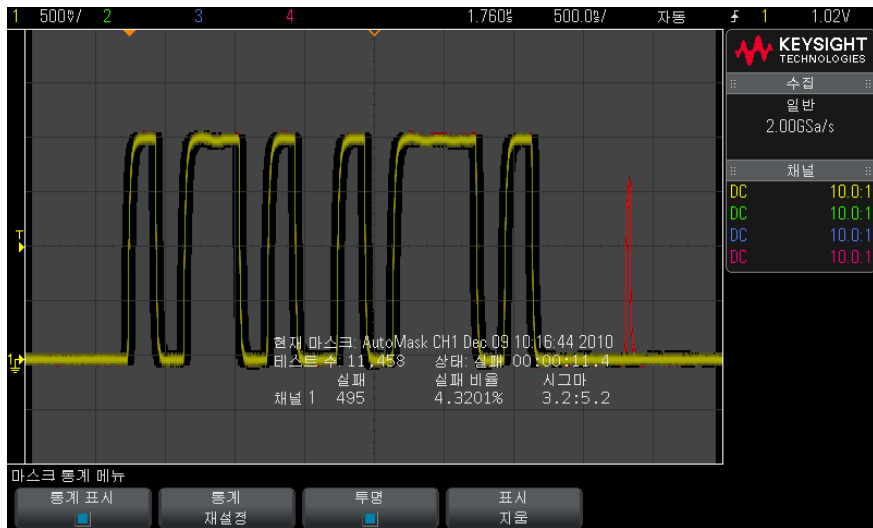 1 500%/ 2 3 4 1.760s 500.0s/ 자동 1 1.02V
KEYSIGHT
TECHNOLOGIES
수집
일반
2.00GSa/s
채널
DC 10.0:1
DC 10.0:1
DC 10.0:1
DC 10.0:1
T
1
현재 마스크: AutoMask CH1 Dec 09 10:16:44 2010
테스트 수: 11,458 상태: 실패 00:00:11.4
실패 실패 비율 시그마
채널 1 495 4.3201% 3.2:5.2
마스크 통계 메뉴
통계 표시 통계 투명 표시
재설정 지움